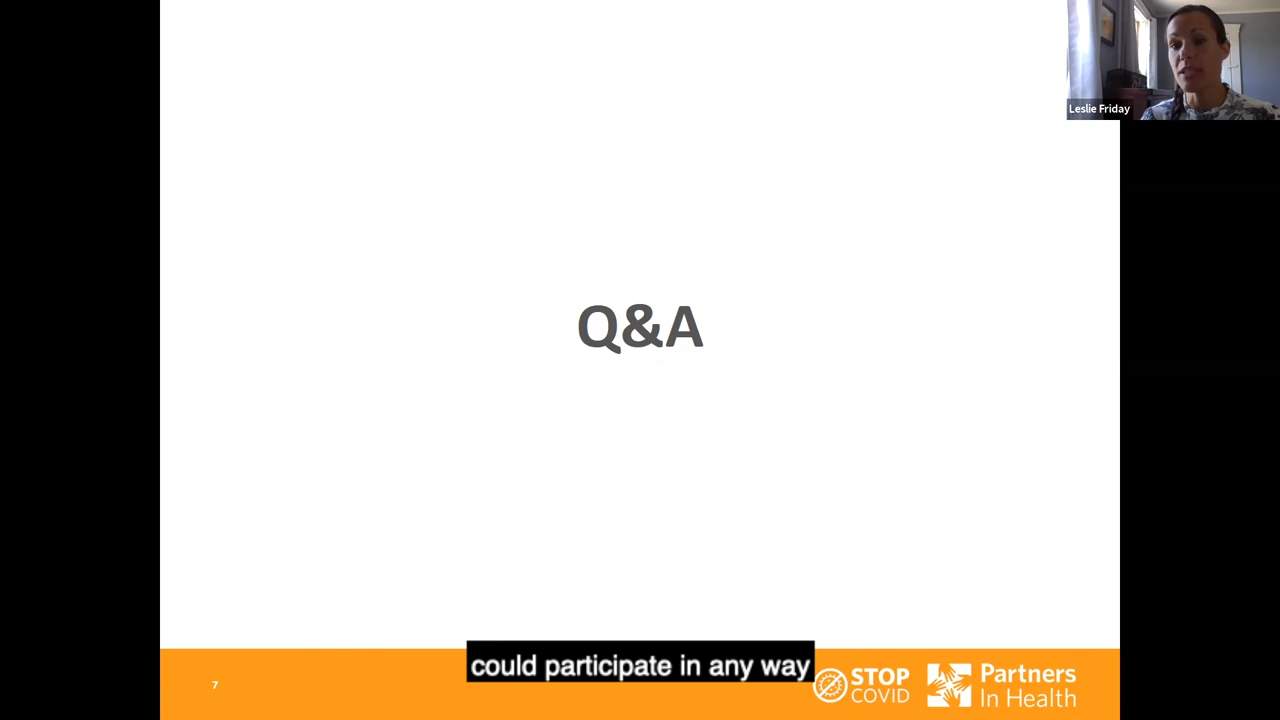 Leslie Friday
Q&A
could participate in any way
7
STOP
COVID
Partners
In Health